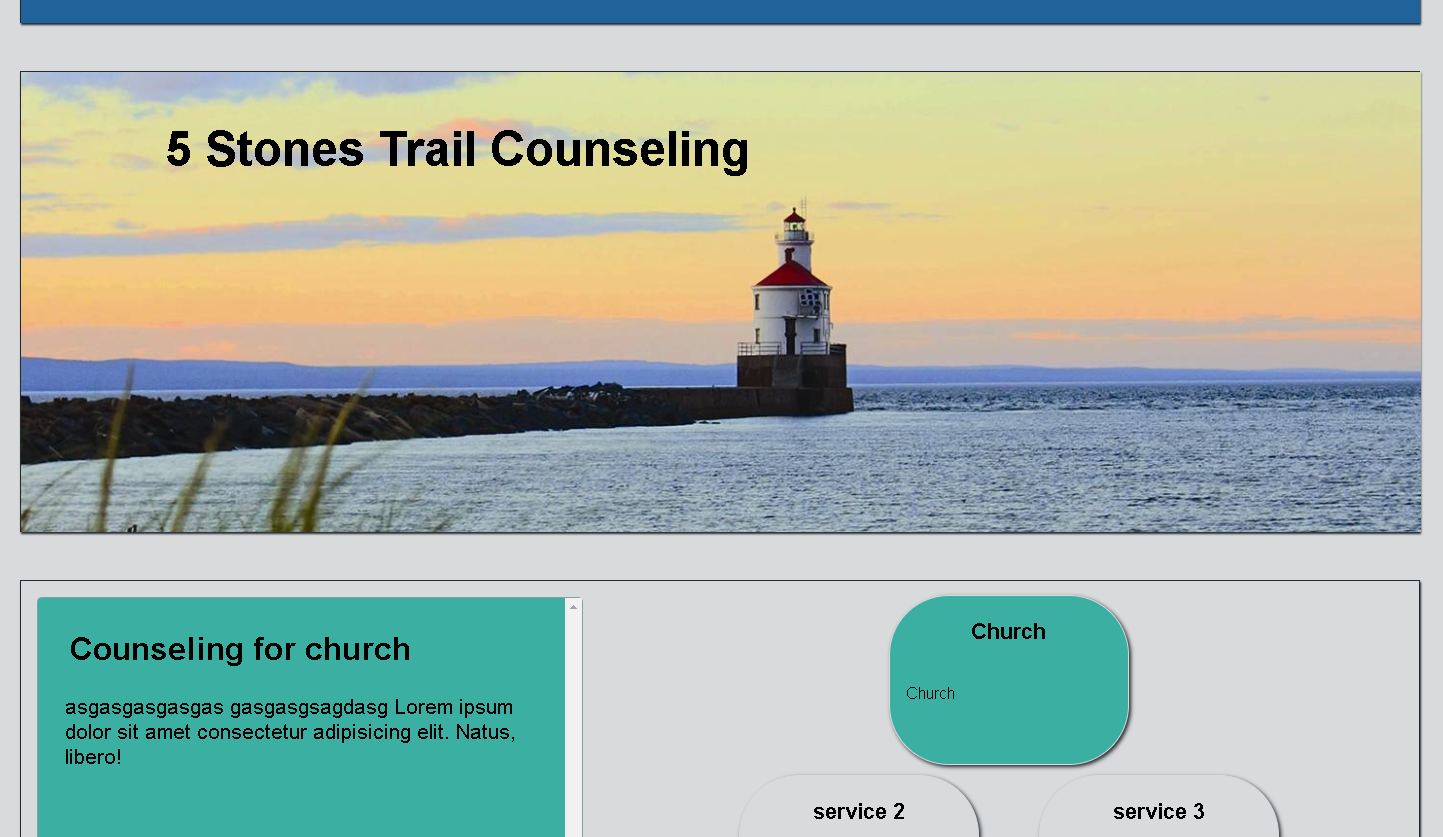 5 Stones Trail Counseling
Counseling for church
asgasgasgasgas gasgasgsagdasg Lorem ipsum
dolor sit amet consectetur adipisicing elit. Natus,
libero!
Church
Church
service 2
service 3